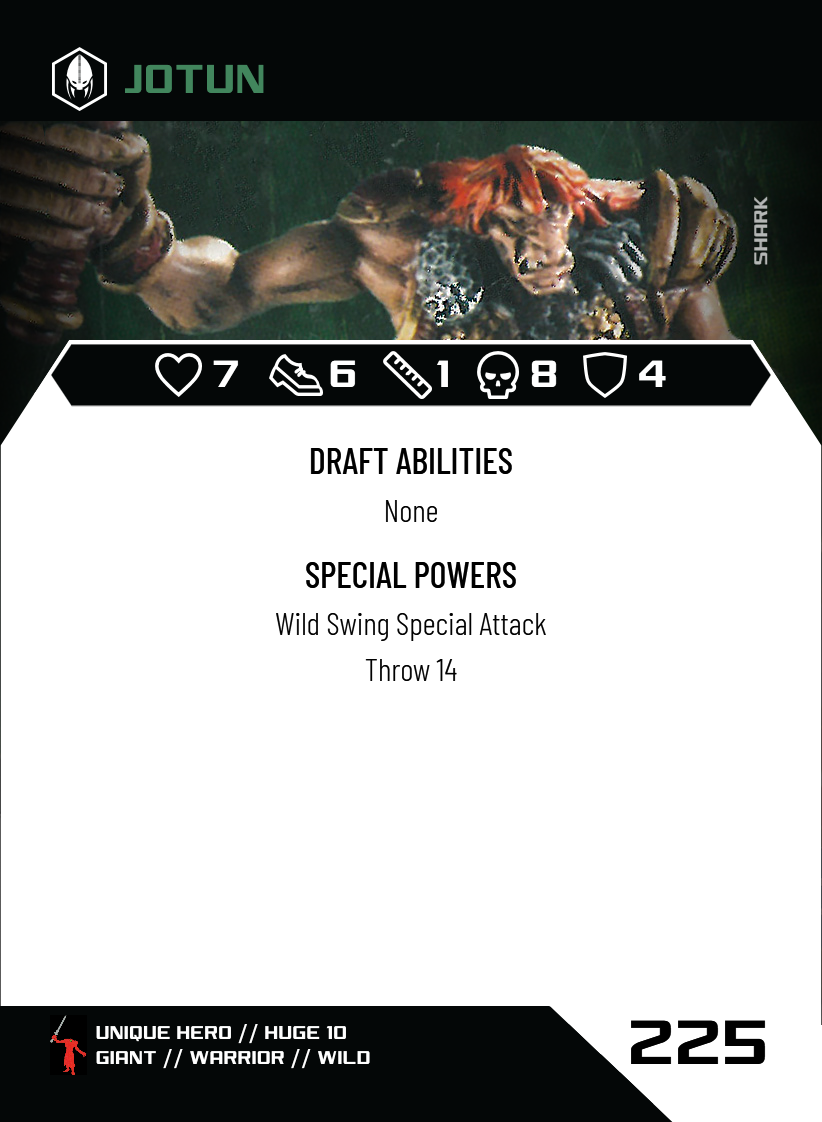 JOTUN
SHARK
7 6 1 8 4
DRAFT ABILITIES
None
SPECIAL POWERS
Wild Swing Special Attack
Throw 14
UNIQUE HERO // HUGE 10
GIANT // WARRIOR // WILD
225